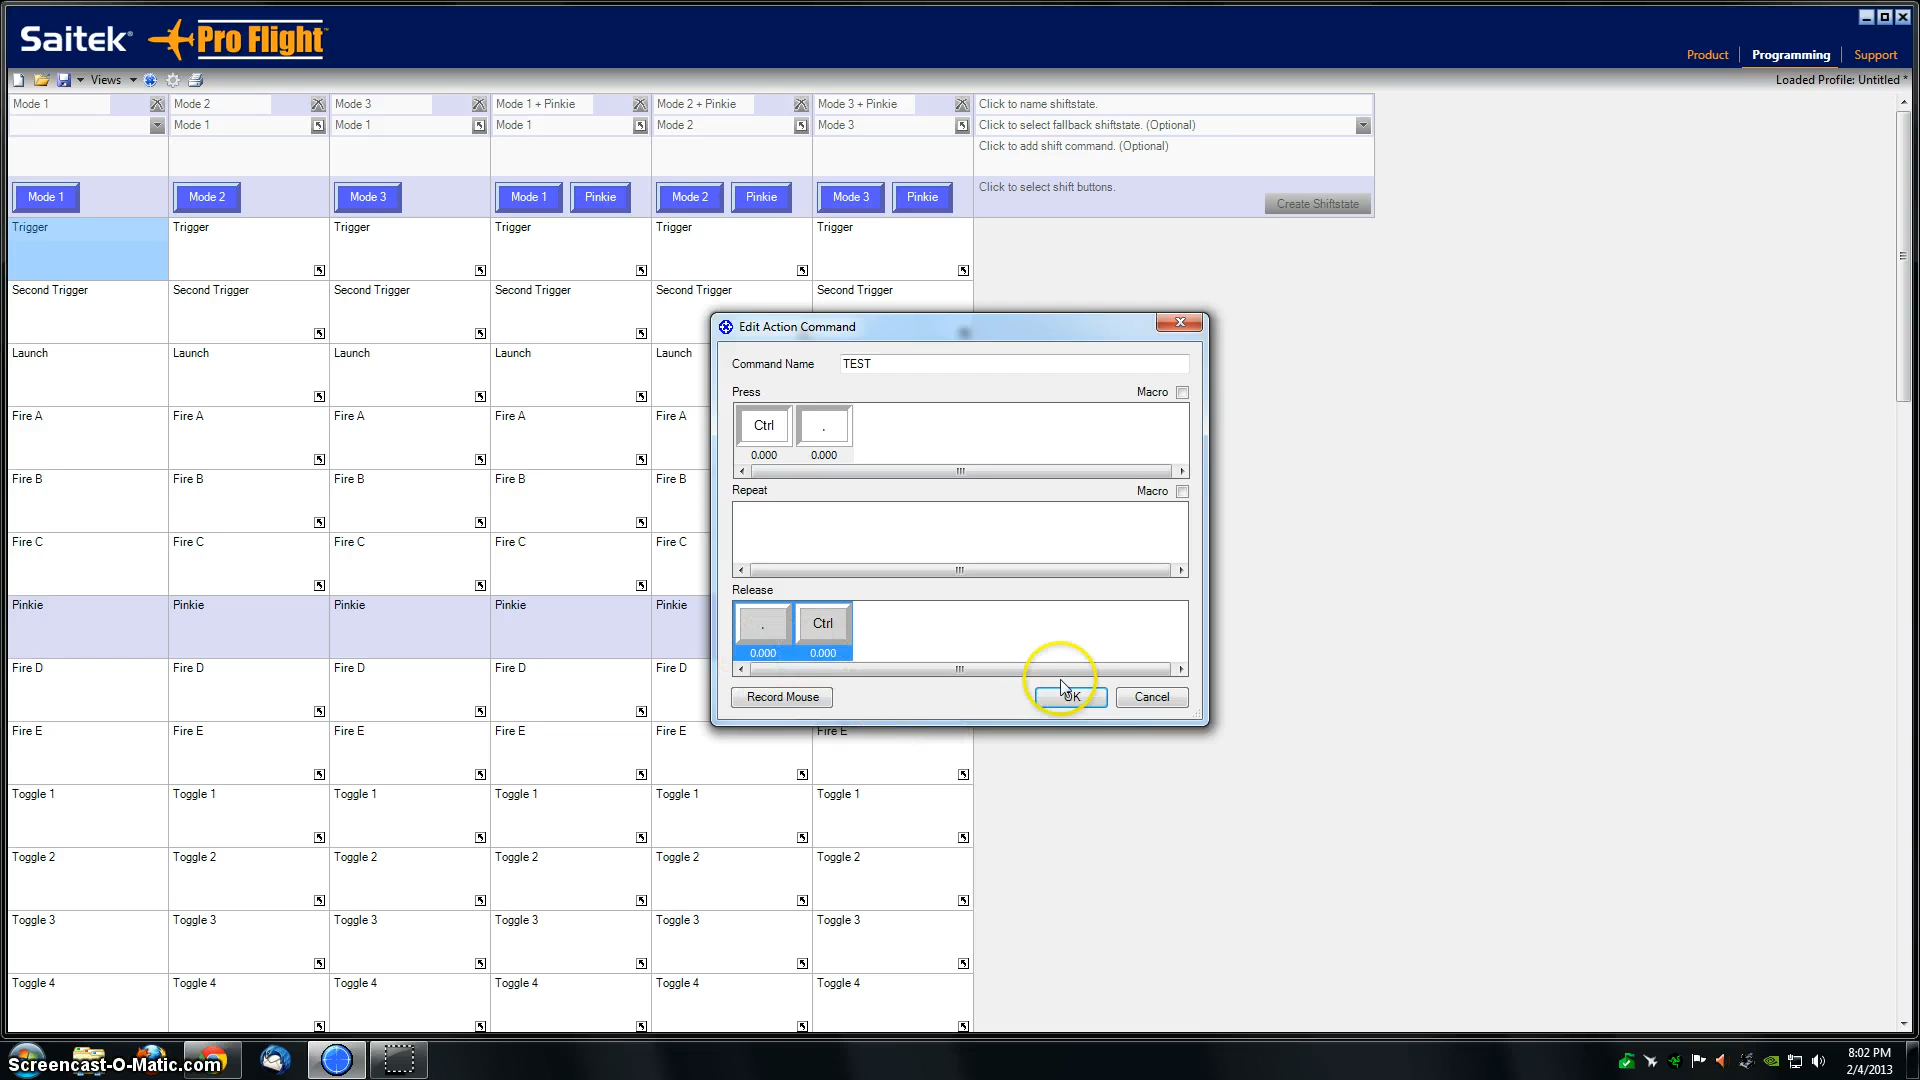 Saitek Pro Flight
Product Programming Support
Views Loaded Profile: Untitled *
Mode 1 Mode 2 Mode 3 Mode 1 + Pinkie Mode 2 + Pinkie Mode 3 + Pinkie Click to name shiftstate.
Mode 1 Mode 1 Mode 1 Mode 2 Mode 3 Click to select fallback shiftstate. (Optional)
Click to add shift command. (Optional)
Click to select shift buttons.
Mode 1 Mode 2 Mode 3 Mode 1 Pinkie Mode 2 Pinkie Mode 3 Pinkie
Create Shiftstate
Trigger Trigger Trigger Trigger Trigger Trigger
Second Trigger Second Trigger Second Trigger Second Trigger Second Trigger Second Trigger
Launch Launch Launch Launch Launch
Fire A Fire A Fire A Fire A Fire A
Fire B Fire B Fire B Fire B Fire B
Fire C Fire C Fire C Fire C Fire C
Pinkie Pinkie Pinkie Pinkie Pinkie
Fire D Fire D Fire D Fire D Fire D
Fire E Fire E Fire E Fire E Fire E Fire E
Toggle 1 Toggle 1 Toggle 1 Toggle 1 Toggle 1 Toggle 1
Toggle 2 Toggle 2 Toggle 2 Toggle 2 Toggle 2 Toggle 2
Toggle 3 Toggle 3 Toggle 3 Toggle 3 Toggle 3 Toggle 3
Toggle 4 Toggle 4 Toggle 4 Toggle 4 Toggle 4 Toggle 4
Edit Action Command
Command Name TEST
Press Macro
Ctrl .
0.000 0.000
Repeat Macro
Release
. Ctrl
0.000 0.000
Record Mouse OK Cancel
Screencast-O-Matic.com
8:02 PM
2/4/2013